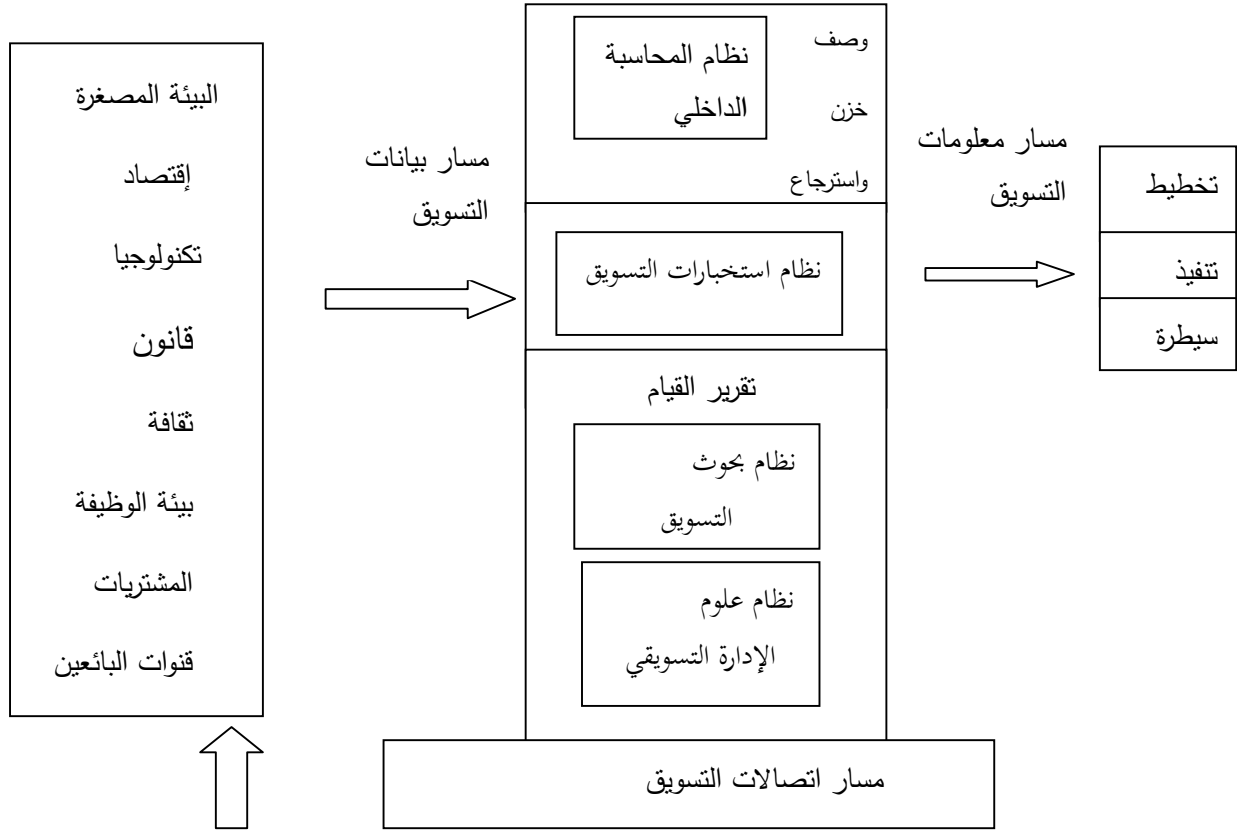 البيئة المصغرة
إقتصاد
تكنولوجيا
قانون
ثقافة
بيئة الوظيفة
المشتريات
قنوات البائعين
مسار بيانات
التسويق
وصف
نظام المحاسبة
خزن
الداخلي
واسترجاع
نظام استخبارات التسويق
تقرير القيام
نظام بحوث
التسويق
نظام علوم
الإدارة التسويقي
مسار معلومات
التسويق
تخطيط
تنفيذ
سيطرة
مسار اتصالات التسويق